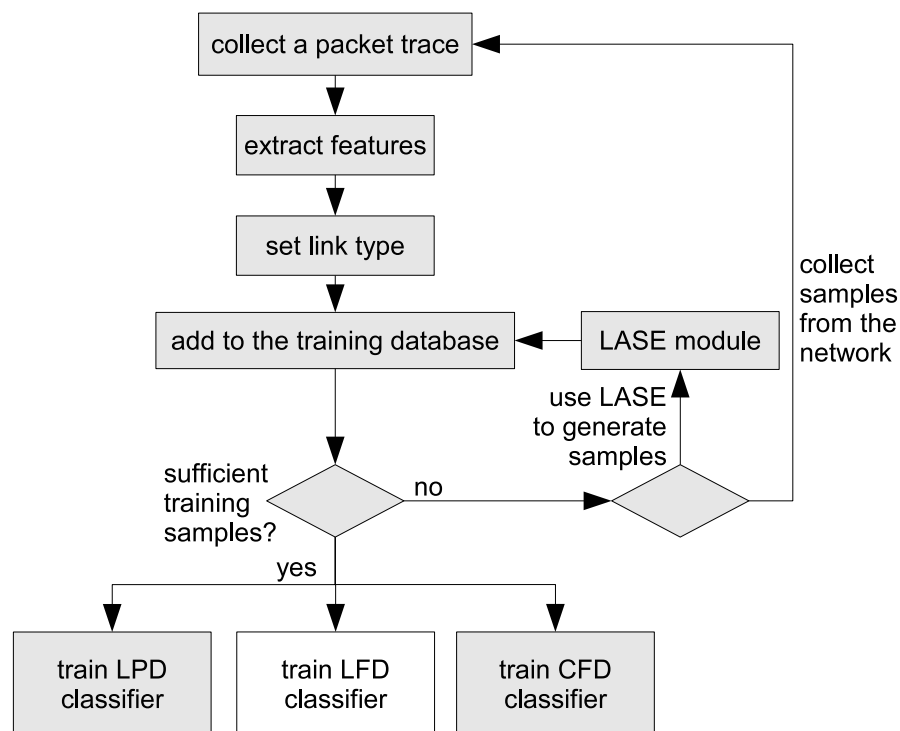 collect a packet trace
extract features
set link type
add to the training database
LASE module
collect
samples
from the
network
use LASE
to generate
samples
sufficient
training
samples?
no
yes
train LPD
classifier
train LFD
classifier
train CFD
classifier